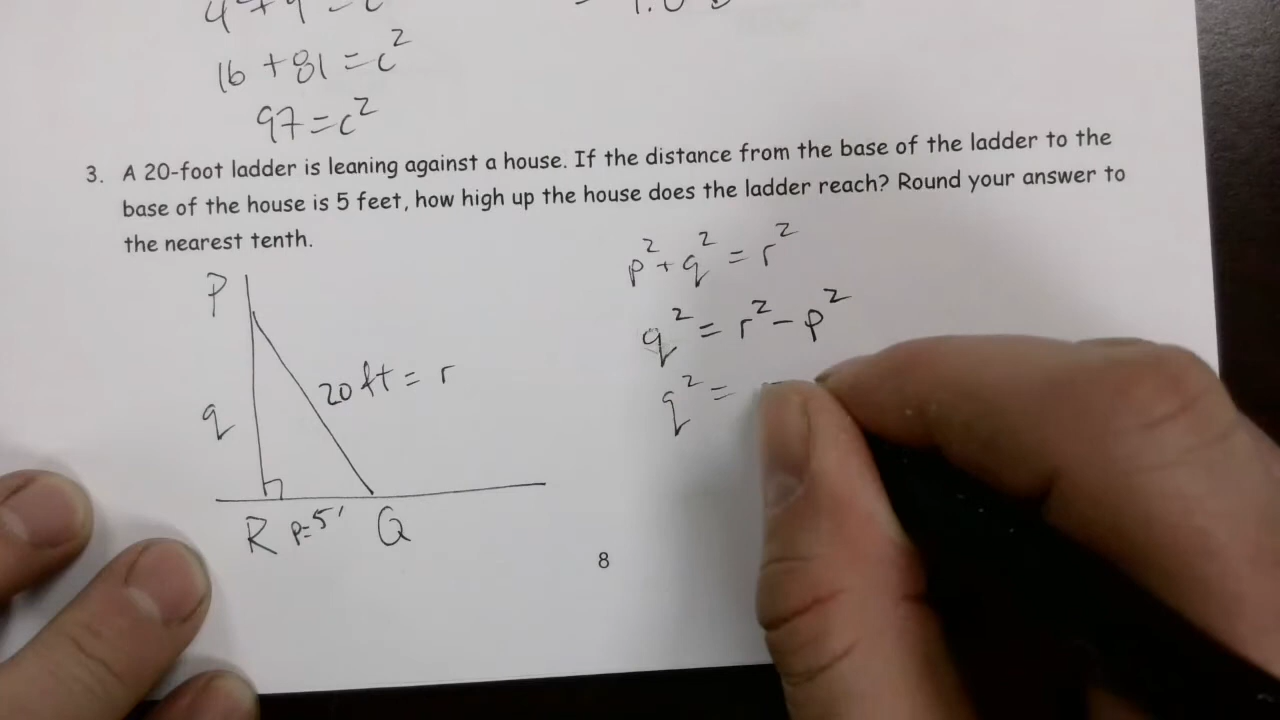 16 + 81 = c²
97 = c²
3. A 20-foot ladder is leaning against a house. If the distance from the base of the ladder to the
base of the house is 5 feet, how high up the house does the ladder reach? Round your answer to
the nearest tenth.
P
q
20 ft = r
R p=5' Q
p² + q² = r²
q² = r² - p²
q² =
8